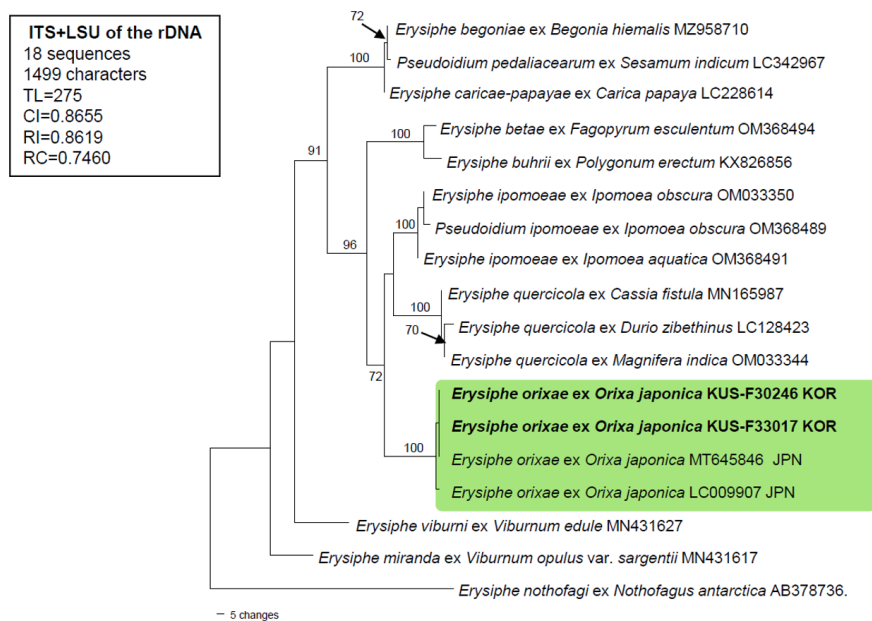 ITS+LSU of the rDNA
18 sequences
1499 characters
TL=275
CI=0.8655
RI=0.8619
RC=0.7460
72
Erysiphe begoniae ex Begonia hiemalis MZ958710
100
Pseudoidium pedaliacearum ex Sesamum indicum LC342967
Erysiphe caricae-papayae ex Carica papaya LC228614
Erysiphe betae ex Fagopyrum esculentum OM368494
100
91
Erysiphe buhrii ex Polygonum erectum KX826856
Erysiphe ipomoeae ex Ipomoea obscura OM033350
100
Pseudoidium ipomoeae ex Ipomoea obscura OM368489
96
Erysiphe ipomoeae ex Ipomoea aquatica OM368491
Erysiphe quercicola ex Cassia fistula MN165987
100
Erysiphe quercicola ex Durio zibethinus LC128423
70
Erysiphe quercicola ex Magnifera indica OM033344
72
Erysiphe orixae ex Orixa japonica KUS-F30246 KOR
Erysiphe orixae ex Orixa japonica KUS-F33017 KOR
100
Erysiphe orixae ex Orixa japonica MT645846 JPN
Erysiphe orixae ex Orixa japonica LC009907 JPN
Erysiphe viburni ex Viburnum edule MN431627
Erysiphe miranda ex Viburnum opulus var. sargentii MN431617
Erysiphe nothofagi ex Nothofagus antarctica AB378736.
5 changes